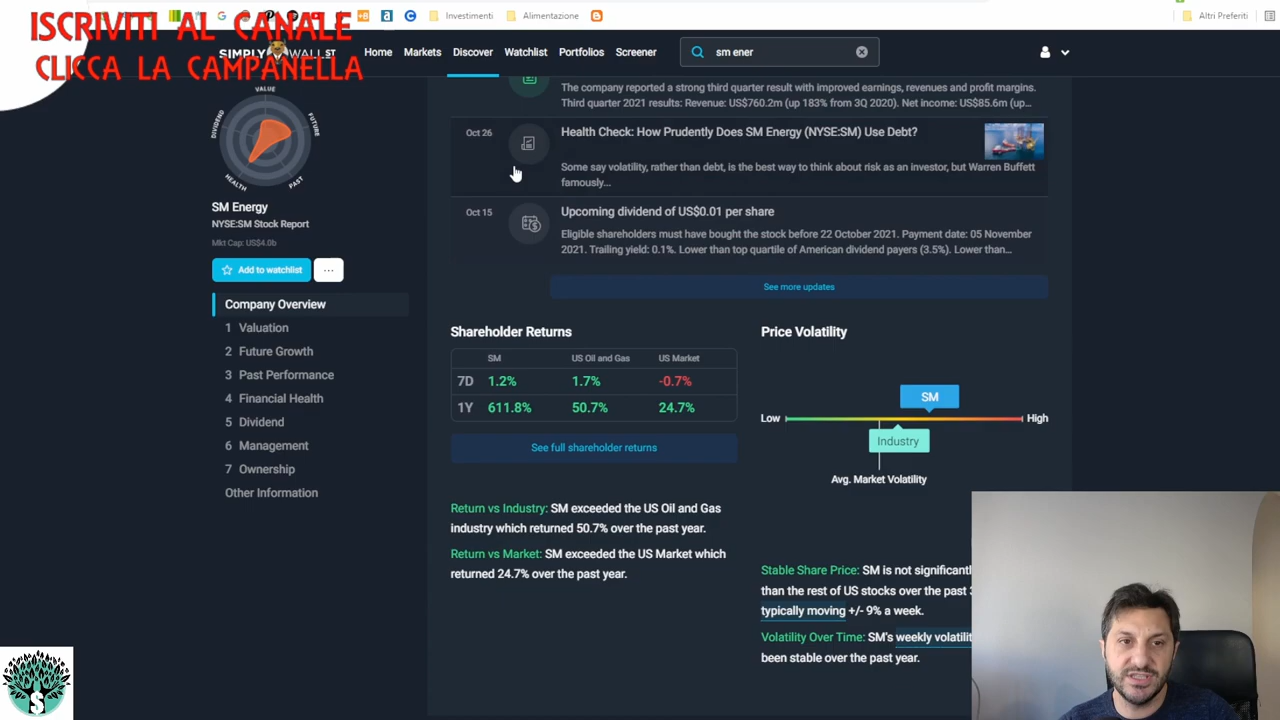 Investimenti
Alimentazione
Altri Preferiti
ISCRIVITI AL CANALE
CLICCA LA CAMPANELLA
SIMPLY WALL ST
Home Markets Discover Watchlist Portfolios Screener
sm ener
VALUE
FUTURE
PAST
HEALTH
DIVIDEND
SM Energy
NYSE:SM Stock Report
Mkt Cap: US$4.0b
Add to watchlist
...
Company Overview
1 Valuation
2 Future Growth
3 Past Performance
4 Financial Health
5 Dividend
6 Management
7 Ownership
Other Information
The company reported a strong third quarter result with improved earnings, revenues and profit margins.
Third quarter 2021 results: Revenue: US$760.2m (up 183% from 3Q 2020). Net income: US$85.6m (up...
Oct 26
Health Check: How Prudently Does SM Energy (NYSE:SM) Use Debt?
Some say volatility, rather than debt, is the best way to think about risk as an investor, but Warren Buffett
famously...
Oct 15
Upcoming dividend of US$0.01 per share
Eligible shareholders must have bought the stock before 22 October 2021. Payment date: 05 November
2021. Trailing yield: 0.1%. Lower than top quartile of American dividend payers (3.5%). Lower than...
See more updates
Shareholder Returns
SM US Oil and Gas US Market
7D 1.2% 1.7% -0.7%
1Y 611.8% 50.7% 24.7%
See full shareholder returns
Return vs Industry: SM exceeded the US Oil and Gas
industry which returned 50.7% over the past year.
Return vs Market: SM exceeded the US Market which
returned 24.7% over the past year.
Price Volatility
SM
Low High
Industry
Avg. Market Volatility
Stable Share Price: SM is not significantl
than the rest of US stocks over the past 3
typically moving +/- 9% a week.
Volatility Over Time: SM's weekly volatilit
been stable over the past year.
$